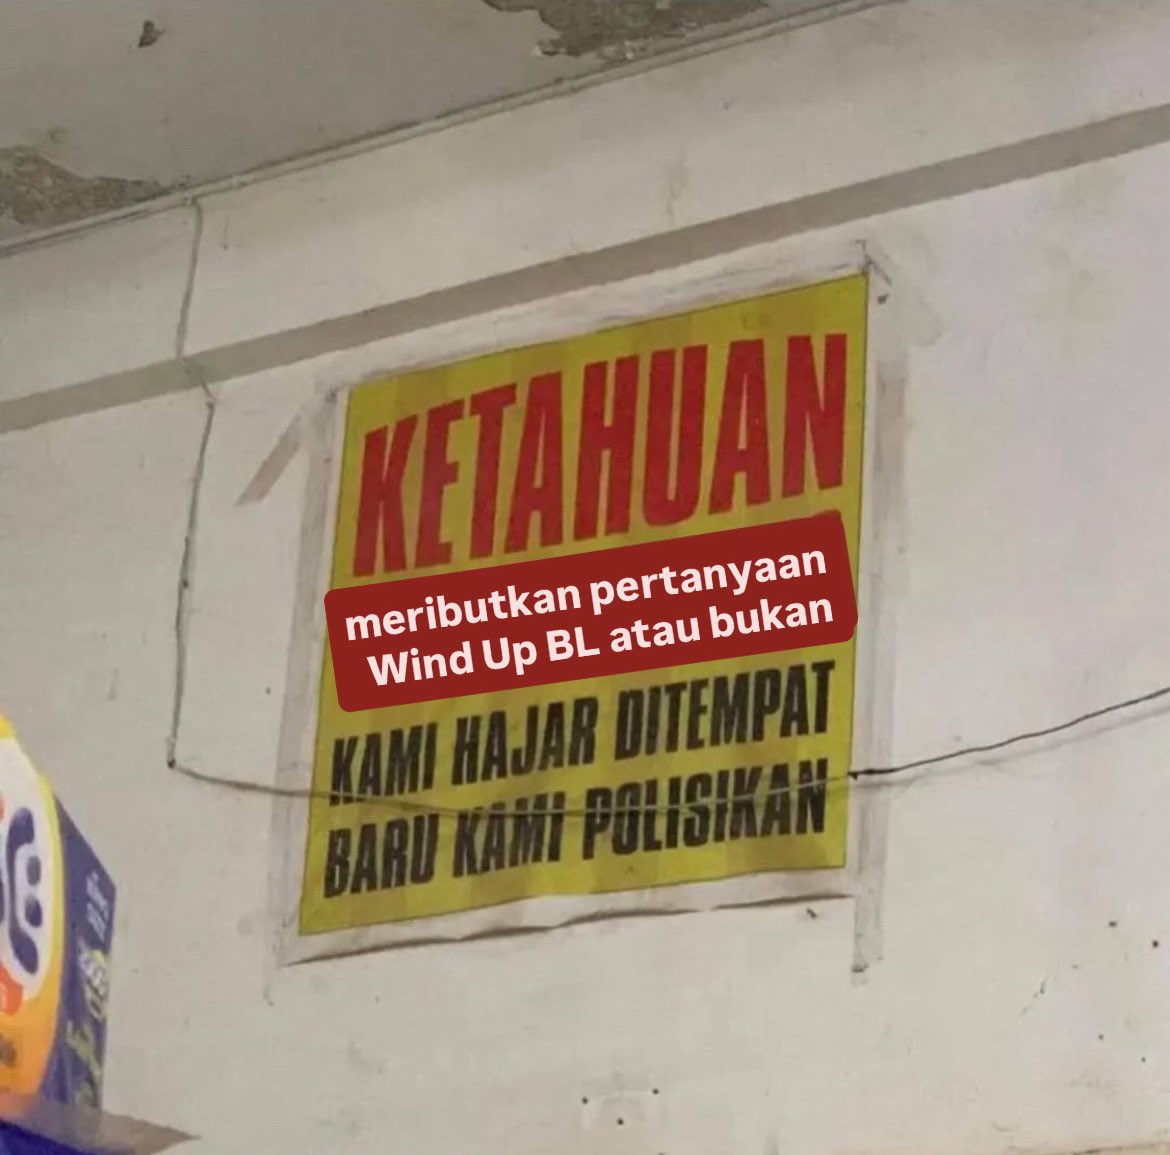 KETAHUAN
meributkan pertanyaan
Wind Up BL atau bukan
KAMI HAJAR DITEMPAT
BARU KAMI POLISIKAN